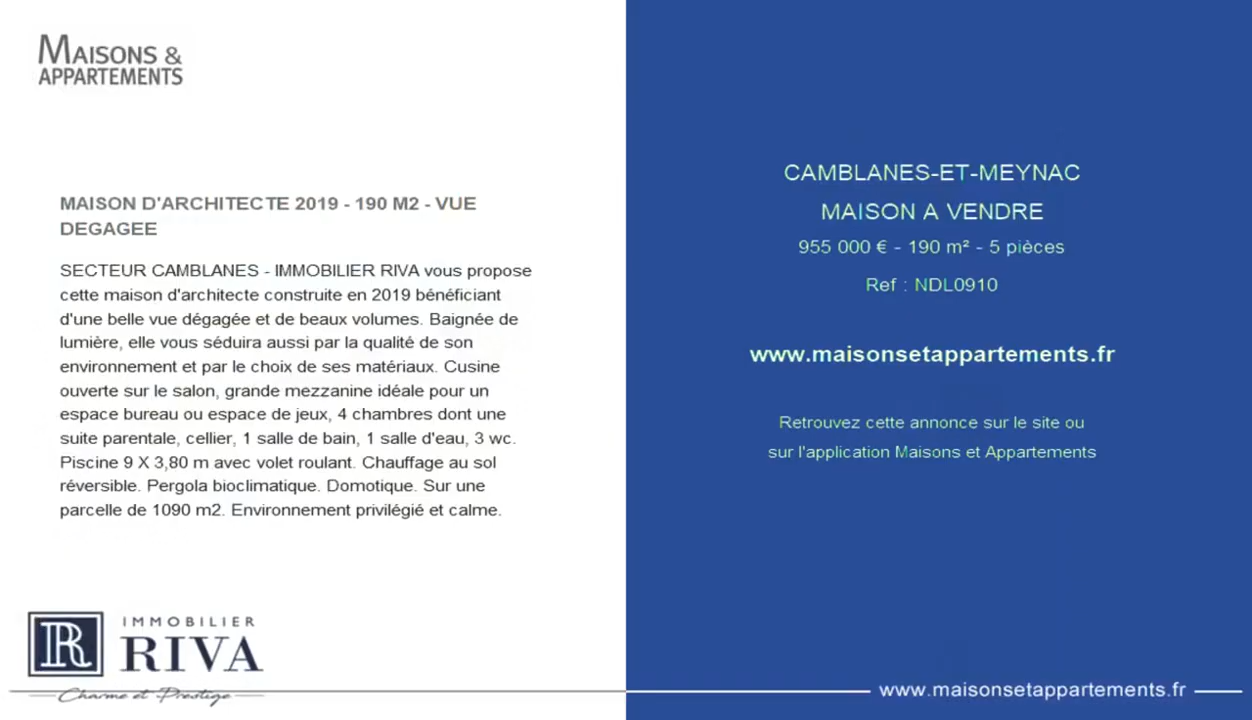 MAISONS &
APPARTEMENTS
MAISON D'ARCHITECTE 2019 - 190 M2 - VUE
DEGAGEE
SECTEUR CAMBLANES - IMMOBILIER RIVA vous propose
cette maison d'architecte construite en 2019 bénéficiant
d'une belle vue dégagée et de beaux volumes. Baignée de
lumière, elle vous séduira aussi par la qualité de son
environnement et par le choix de ses matériaux. Cusine
ouverte sur le salon, grande mezzanine idéale pour un
espace bureau ou espace de jeux, 4 chambres dont une
suite parentale, cellier, 1 salle de bain, 1 salle d'eau, 3 wc.
Piscine 9 X 3,80 m avec volet roulant. Chauffage au sol
réversible. Pergola bioclimatique. Domotique. Sur une
parcelle de 1090 m2. Environnement privilégié et calme.
R
IMMOBILIER
RIVA
Charme et Prestige
CAMBLANES-ET-MEYNAC
MAISON A VENDRE
955 000 € - 190 m² - 5 pièces
Ref : NDL0910
www.maisonsetappartements.fr
Retrouvez cette annonce sur le site ou
sur l'application Maisons et Appartements
www.maisonsetappartements.fr